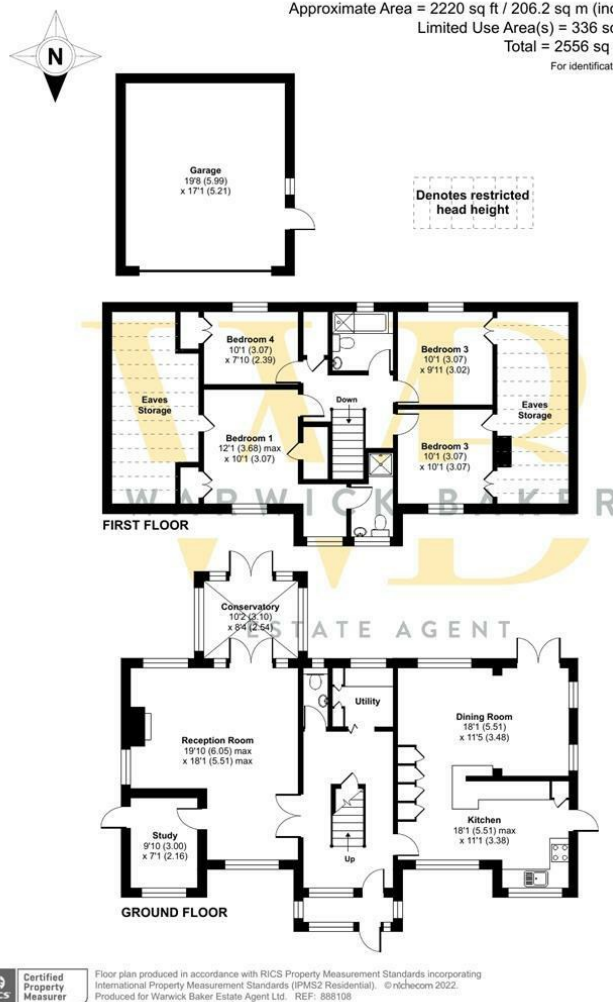 Approximate Area = 2220 sq ft / 206.2 sq m (inc
Limited Use Area(s) = 336 sq
Total = 2556 sq
For identificat
N
Garage
19'8 (5.99)
x 17'1 (5.21)
Denotes restricted
head height
Bedroom 4
10'1 (3.07)
x 7'10 (2.39)
Bedroom 3
10'1 (3.07)
x 9'11 (3.02)
Eaves
Storage
Down
Eaves
Storage
Bedroom 1
12'1 (3.68) max
x 10'1 (3.07)
Bedroom 3
10'1 (3.07)
x 10'1 (3.07)
WARWICK BAKER
FIRST FLOOR
Conservatory
10'2 (3.10)
x 8'4 (2.54)
ESTATE AGENT
Utility
Reception Room
19'10 (6.05) max
x 18'1 (5.51) max
Dining Room
18'1 (5.51)
x 11'5 (3.48)
Study
9'10 (3.00)
x 7'1 (2.16)
Up
Kitchen
18'1 (5.51) max
x 11'1 (3.38)
GROUND FLOOR
Certified
Property
Measurer
Floor plan produced in accordance with RICS Property Measurement Standards incorporating
International Property Measurement Standards (IPMS2 Residential). © nichecom 2022.
Produced for Warwick Baker Estate Agent Ltd. REF: 888108